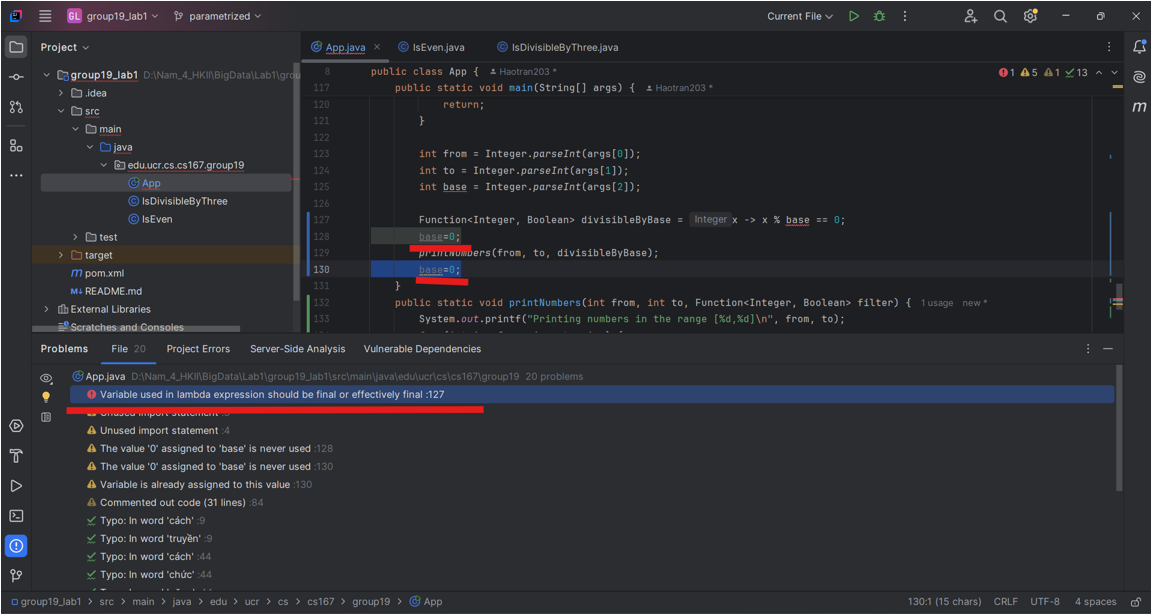 GL group19_lab1 parametrized Current File
Project
App.java IsEven.java IsDivisibleByThree.java
group19_lab1 D:\Nam_4_HKII\BigData\Lab1\grou
.idea
src
main
java
edu.ucr.cs.cs167.group19
App
IsDivisibleByThree
IsEven
test
target
pom.xml
README.md
External Libraries
Scratches and Consoles
1 5 1 13
8 public class App { Haotran203 *
117 public static void main(String[] args) { Haotran203 *
120 return;
121 }
122
123 int from = Integer.parseInt(args[0]);
124 int to = Integer.parseInt(args[1]);
125 int base = Integer.parseInt(args[2]);
126
127 Function<Integer, Boolean> divisibleByBase = Integer x -> x % base == 0;
128 base=0;
129 printNumbers(from, to, divisibleByBase);
130 base=0;
131 }
132 public static void printNumbers(int from, int to, Function<Integer, Boolean> filter) { 1 usage new *
133 System.out.printf("Printing numbers in the range [%d,%d]\n", from, to);
Problems File 20 Project Errors Server-Side Analysis Vulnerable Dependencies
App.java D:\Nam_4_HKII\BigData\Lab1\group19_lab1\src\main\java\edu\ucr\cs\cs167\group19 20 problems
Variable used in lambda expression should be final or effectively final :127
Unused import statement :3
Unused import statement :4
The value '0' assigned to 'base' is never used :128
The value '0' assigned to 'base' is never used :130
Variable is already assigned to this value :130
Commented out code (31 lines) :84
Typo: In word 'cách' :9
Typo: In word 'truyền' :9
Typo: In word 'cách' :44
Typo: In word 'chức' :44
group19_lab1 > src > main > java > edu > ucr > cs > cs167 > group19 > App 130:1 (15 chars) CRLF UTF-8 4 spaces